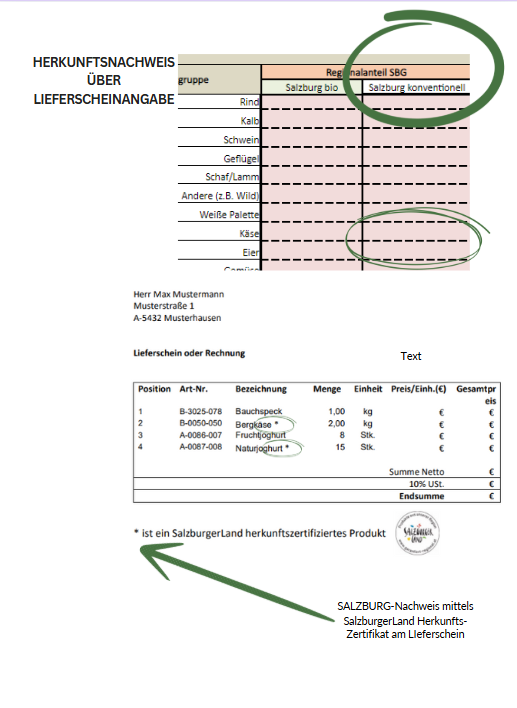 HERKUNFTSNACHWEIS
ÜBER
LIEFERSCHEINANGABE
gruppe
Regionalanteil SBG
Salzburg bio
Salzburg konventionell
Rind
Kalb
Schwein
Geflügel
Schaf/Lamm
Andere (z.B. Wild)
Weiße Palette
Käse
Eier
Herr Max Mustermann
Musterstraße 1
A-5432 Musterhausen
Lieferschein oder Rechnung
Text
Position Art-Nr. Bezeichnung Menge Einheit Preis/Einh.(€) Gesamtpr
eis
1 B-3025-078 Bauchspeck 1,00 kg € €
2 B-0050-050 Bergkäse * 2,00 kg € €
3 A-0086-007 Fruchtjoghurt 8 Stk. € €
4 A-0087-008 Naturjoghurt * 15 Stk. € €
Summe Netto €
10% USt. €
Endsumme €
* ist ein SalzburgerLand herkunftszertifiziertes Produkt
SALZBURGER
LAND
SALZBURG-Nachweis mittels
SalzburgerLand Herkunfts-
Zertifikat am LIeferschein